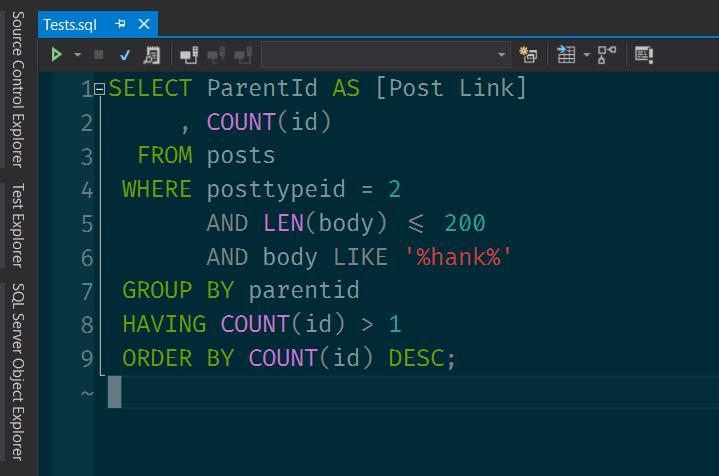 Tests.sql
Source Control Explorer
Test Explorer
SQL Server Object Explorer
1 SELECT ParentId AS [Post Link]
2 , COUNT(id)
3 FROM posts
4 WHERE posttypeid = 2
5 AND LEN(body) <= 200
6 AND body LIKE '%hank%'
7 GROUP BY parentid
8 HAVING COUNT(id) > 1
9 ORDER BY COUNT(id) DESC;
~